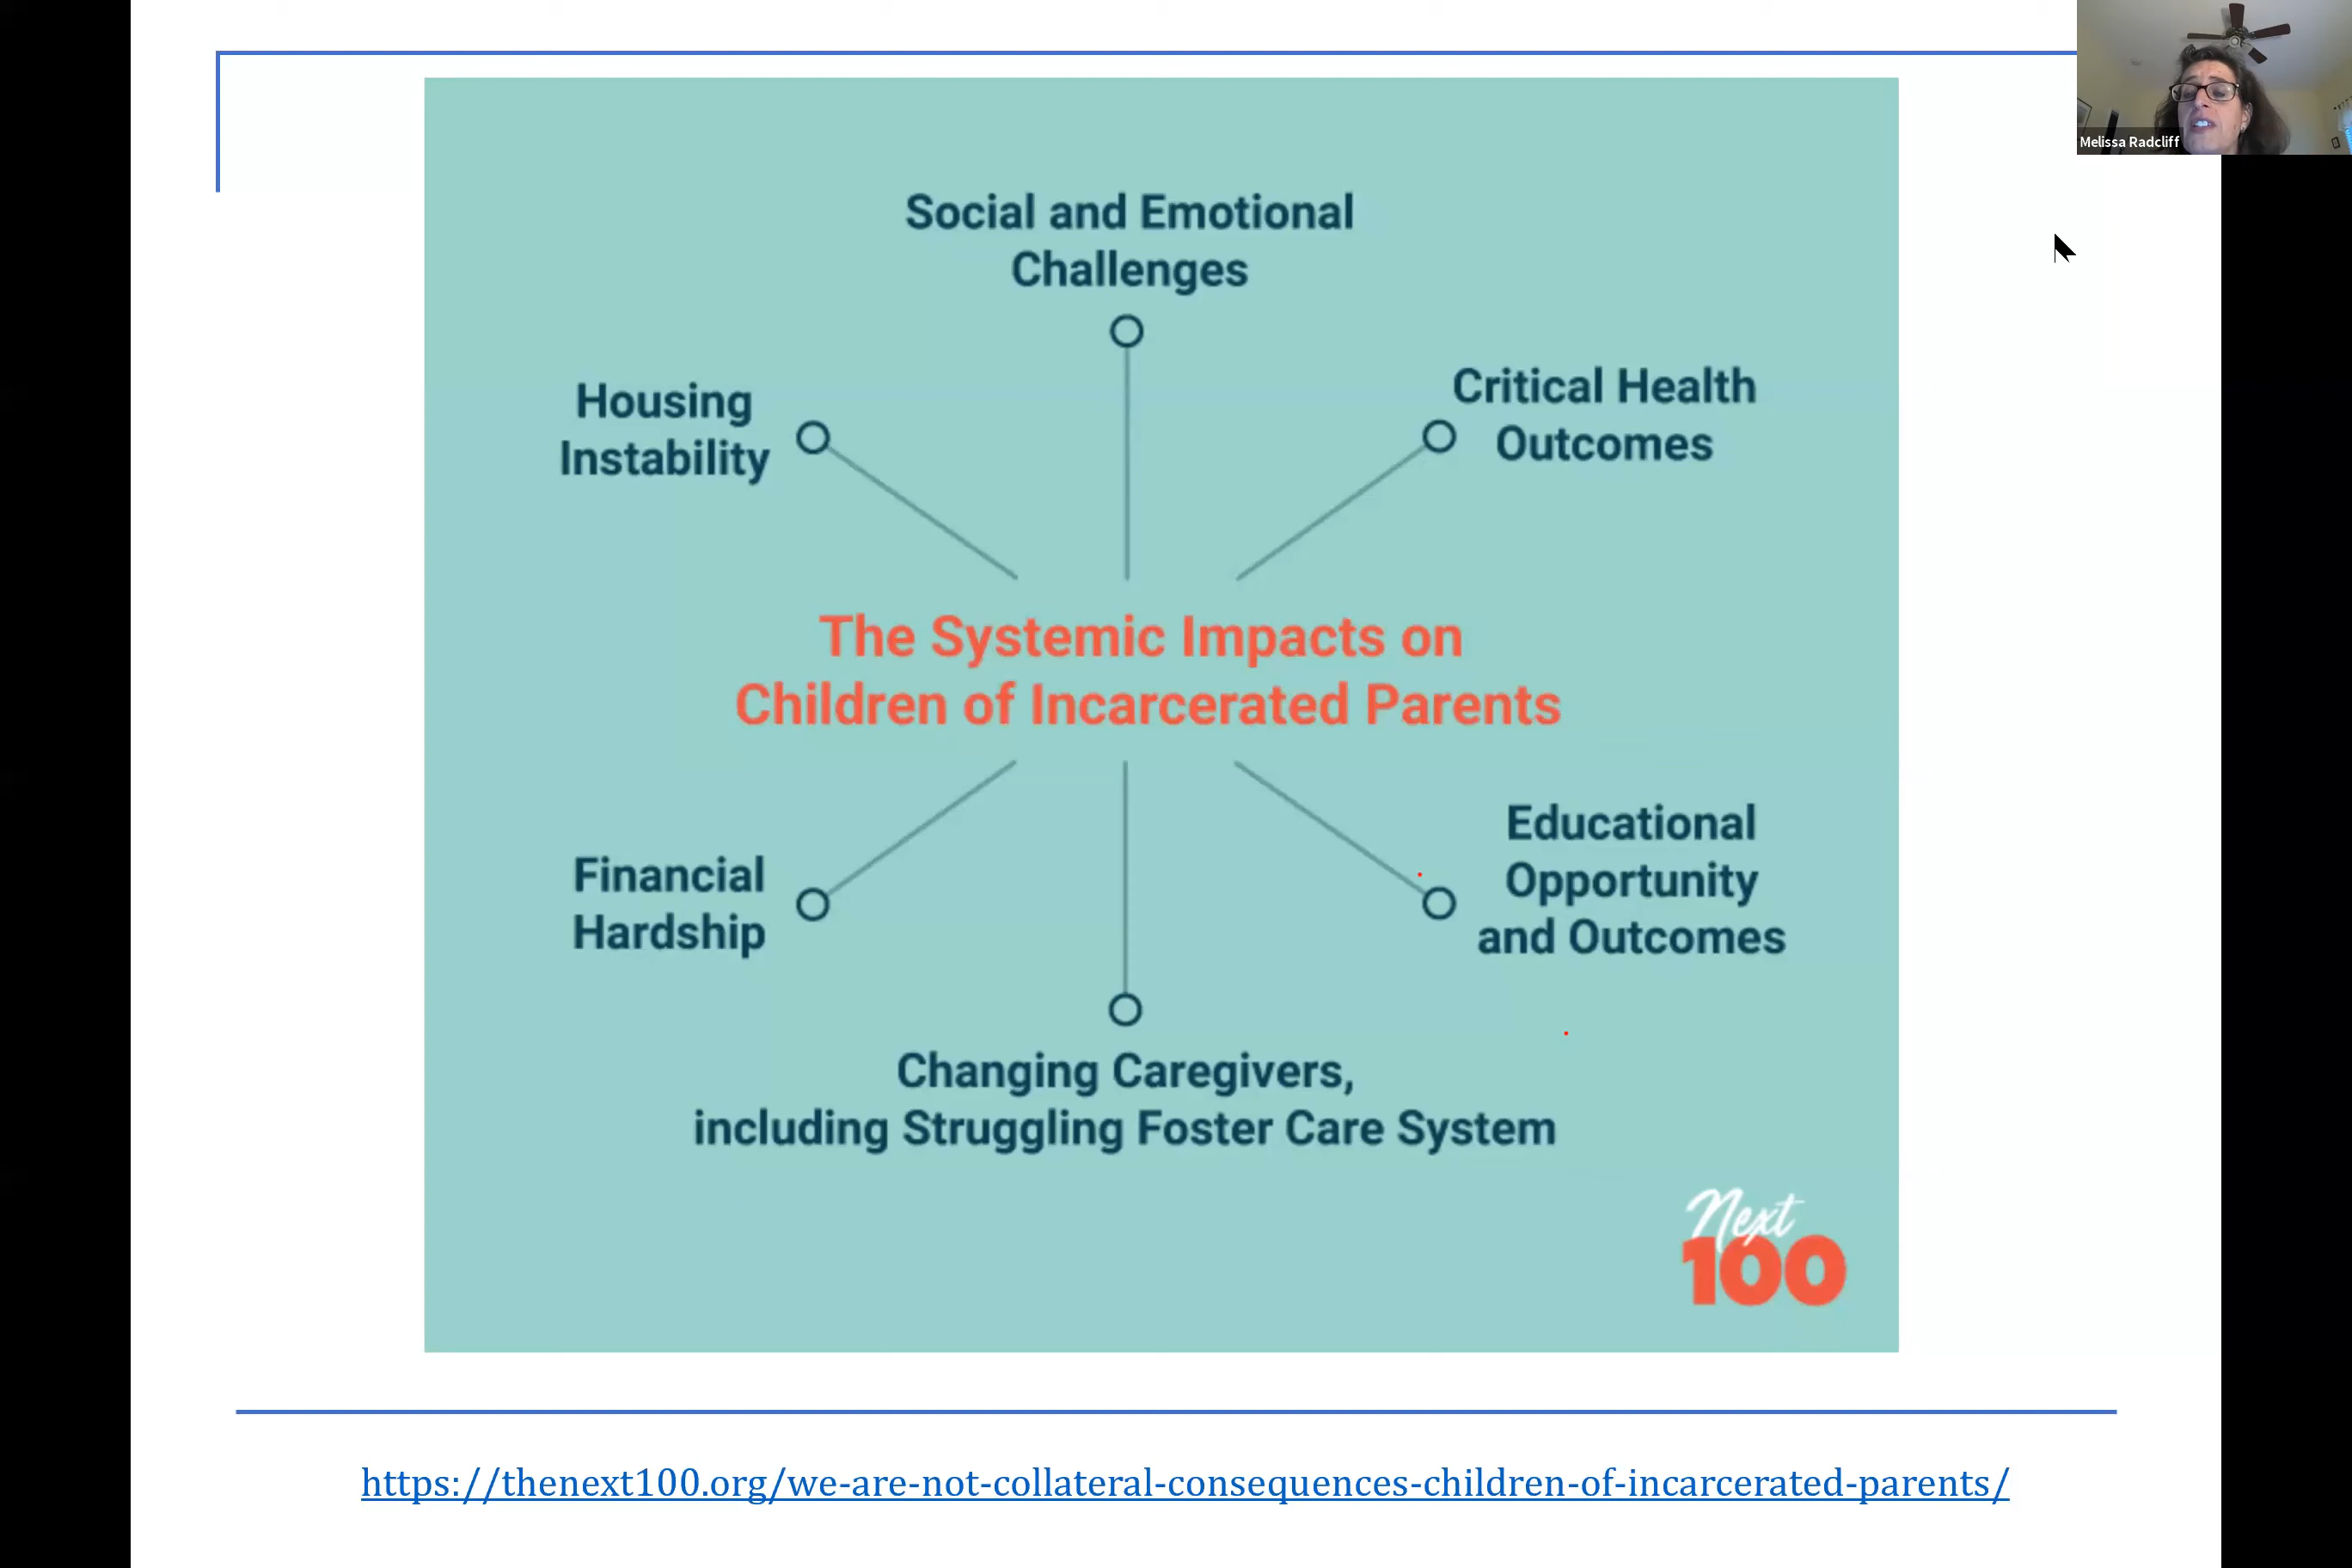 Melissa Radcliff
Social and Emotional
Challenges
Housing
Instability
Critical Health
Outcomes
The Systemic Impacts on
Children of Incarcerated Parents
Financial
Hardship
Educational
Opportunity
and Outcomes
Changing Caregivers,
including Struggling Foster Care System
Next
100
https://thenext100.org/we-are-not-collateral-consequences-children-of-incarcerated-parents/